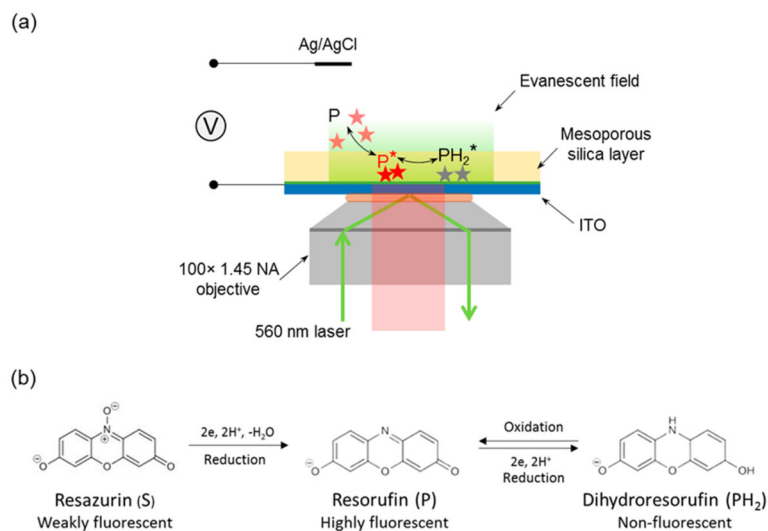 (a)
Ag/AgCl
Evanescent field
P
V
Mesoporous
silica layer
P*
PH₂*
ITO
100× 1.45 NA
objective
560 nm laser
(b)
O⊖
N
⊕
⊖O
O
O
2e, 2H⁺, -H₂O
Reduction
N
⊖O
O
O
Oxidation
2e, 2H⁺
Reduction
H
N
⊖O
O
OH
Resazurin (S)
Weakly fluorescent
Resorufin (P)
Highly fluorescent
Dihydroresorufin (PH₂)
Non-fluorescent